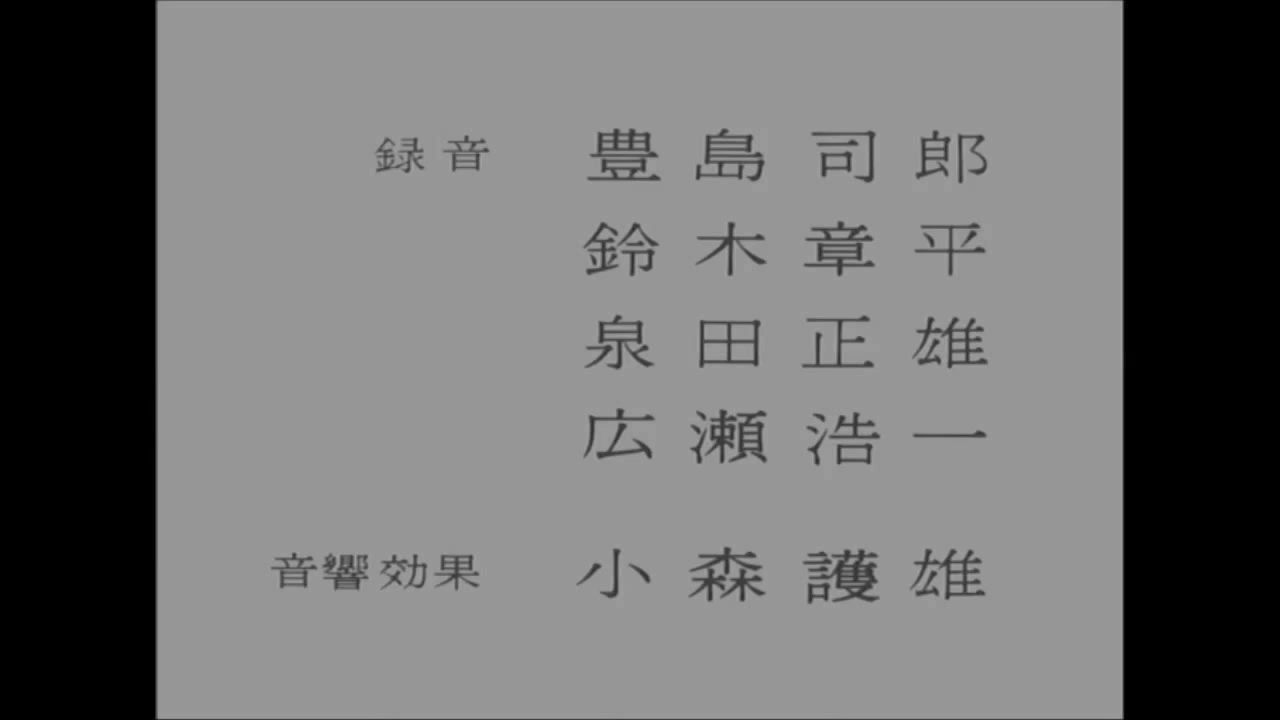 録音 豊島司郎
鈴木章平
泉田正雄
広瀬浩一
音響効果 小森護雄